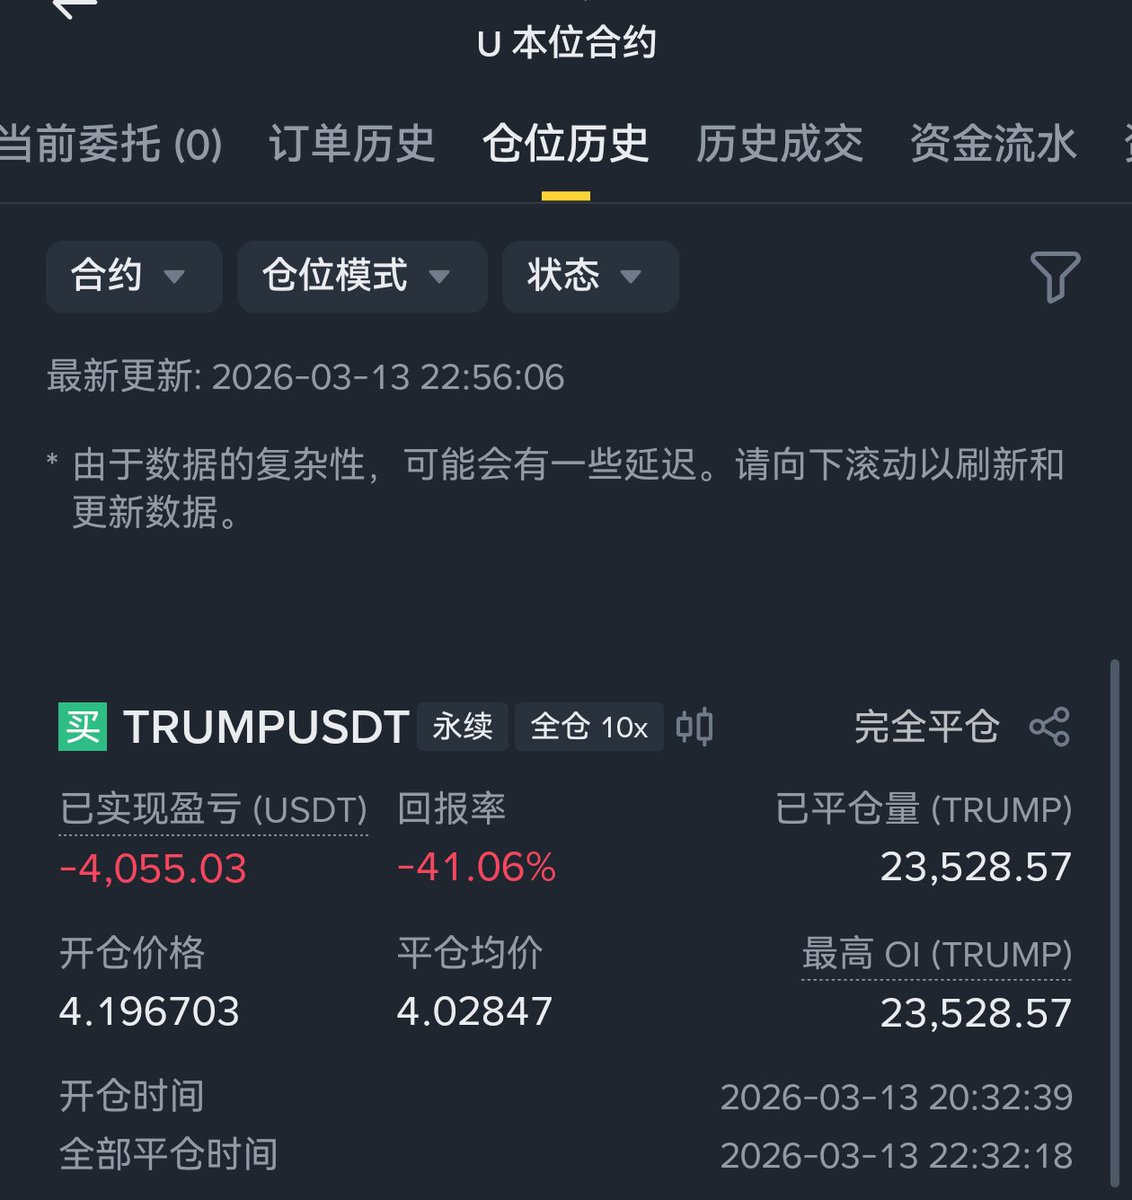 U 本位合约
当前委托 (0) 订单历史 仓位历史 历史成交 资金流水
合约 仓位模式 状态
最新更新: 2026-03-13 22:56:06
* 由于数据的复杂性，可能会有一些延迟。请向下滚动以刷新和
更新数据。
买 TRUMPUSDT 永续 全仓 10x 完全平仓
已实现盈亏 (USDT) 回报率 已平仓量 (TRUMP)
-4,055.03 -41.06% 23,528.57
开仓价格 平仓均价 最高 OI (TRUMP)
4.196703 4.02847 23,528.57
开仓时间 2026-03-13 20:32:39
全部平仓时间 2026-03-13 22:32:18